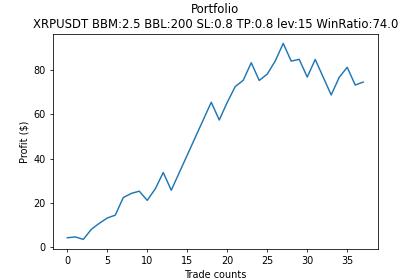 Portfolio
XRPUSDT BBM:2.5 BBL:200 SL:0.8 TP:0.8 lev:15 WinRatio:74.0
80
60
40
20
0
Profit ($)
0 5 10 15 20 25 30 35
Trade counts